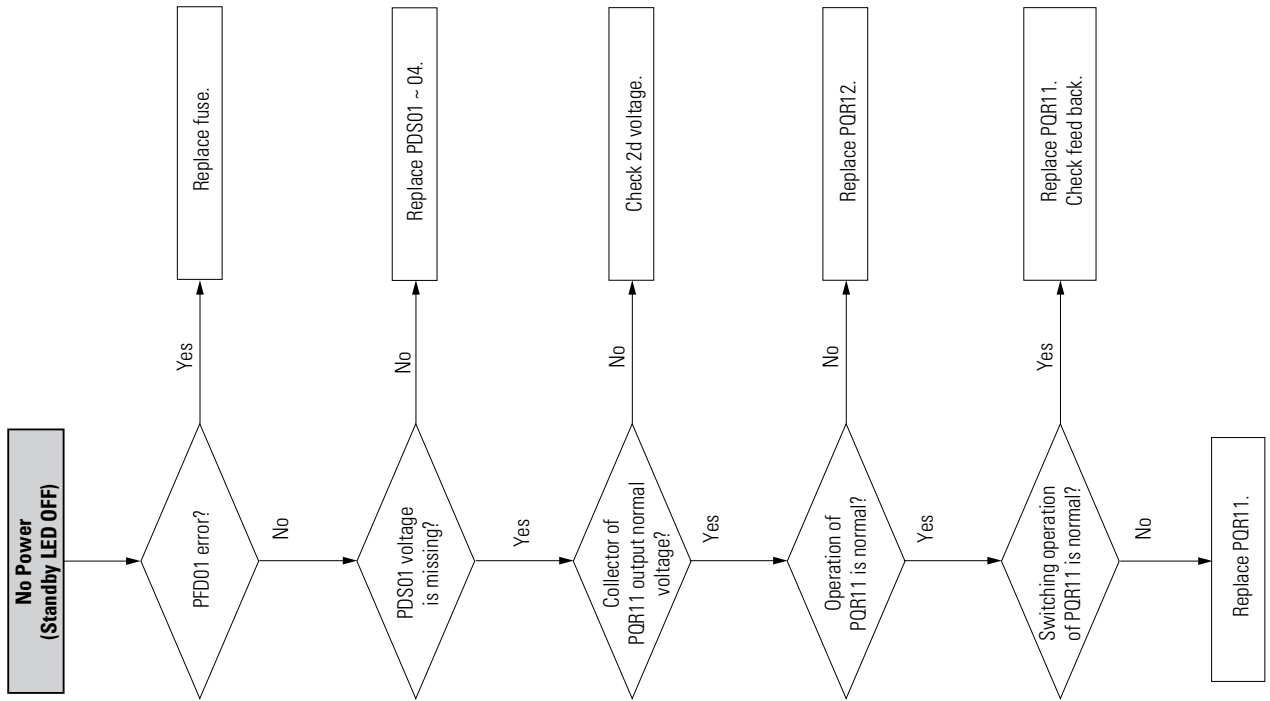 No Power
(Standby LED OFF)
PFD01 error?
Yes
Replace fuse.
No
PDS01 voltage
is missing?
No
Replace PDS01 ~ 04.
Yes
Collector of
PQR11 output normal
voltage?
No
Check 2d voltage.
Yes
Operation of
PQR11 is normal?
No
Replace PQR12.
Yes
Switching operation
of PQR11 is normal?
Yes
Replace PQR11.
Check feed back.
No
Replace PQR11.